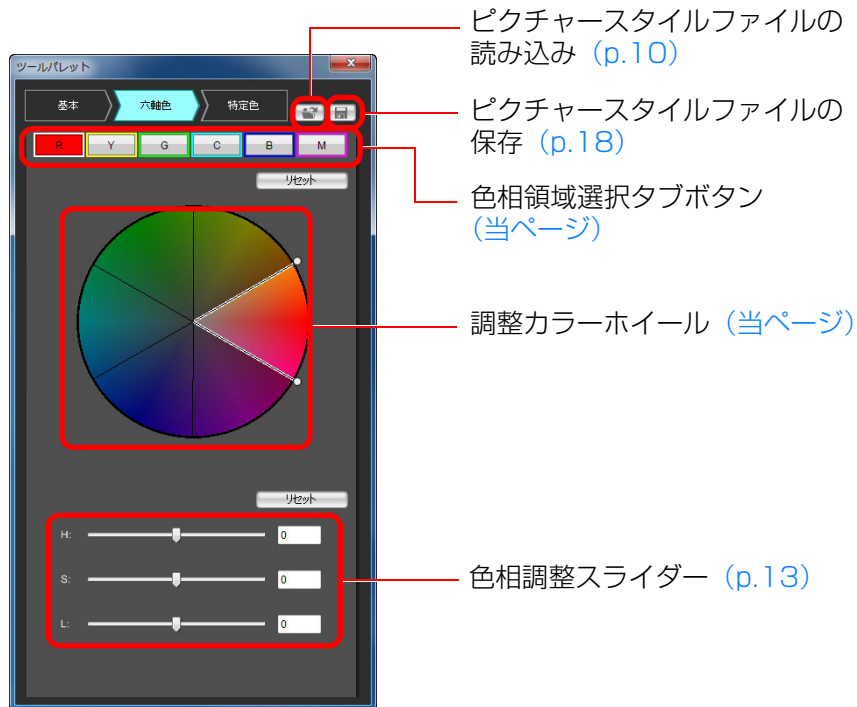 ピクチャースタイルファイルの
読み込み（p.10）
ピクチャースタイルファイルの
保存（p.18）
色相領域選択タブボタン
（当ページ）
調整カラーホイール（当ページ）
色相調整スライダー（p.13）
ツールパレット
基本
六軸色
特定色
R
Y
G
C
B
M
リセット
リセット
H:
0
S:
0
L:
0